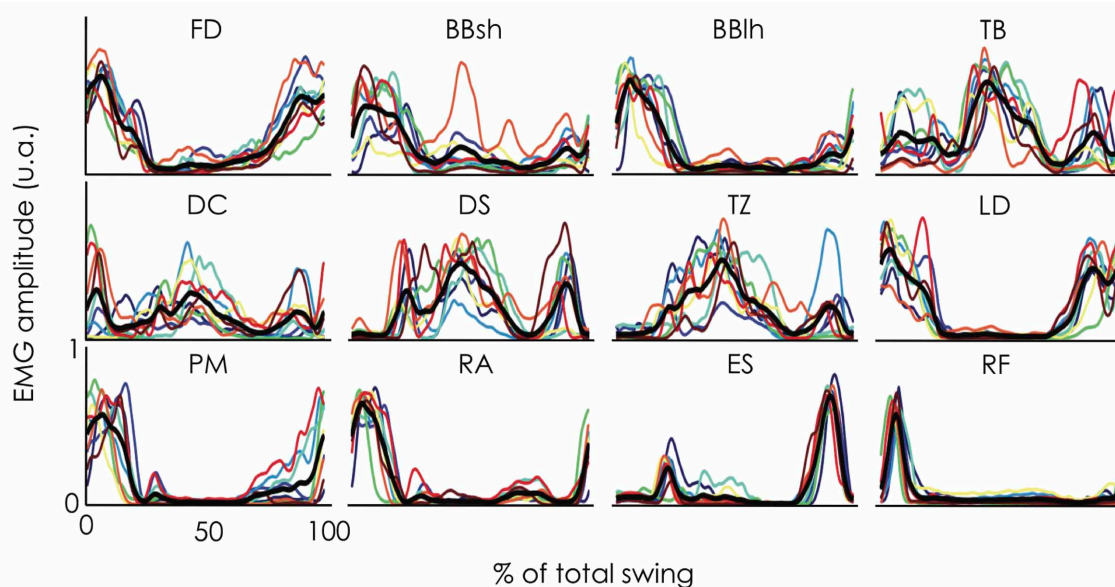 FD BBsh BBlh TB
EMG amplitude (u.a.)
DC DS TZ LD
1
PM RA ES RF
0
0 50 100
% of total swing